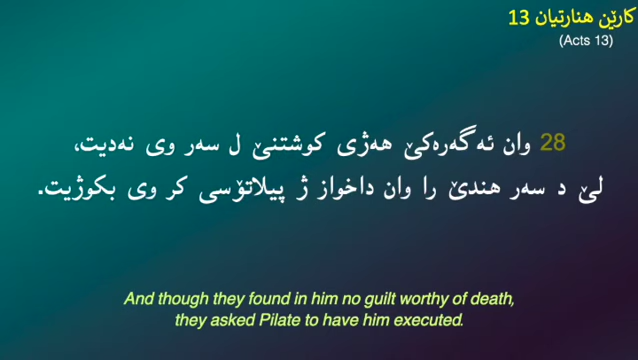 کارێن هنارتیان 13
(Acts 13)
28 وان ئەگەرەکێ هەژی کوشتنێ ل سەر وی نەدیت،
لێ د سەر هندێ را وان داخواز ژ پیلاتۆسی کر وی بکوژیت.
And though they found in him no guilt worthy of death,
they asked Pilate to have him executed.